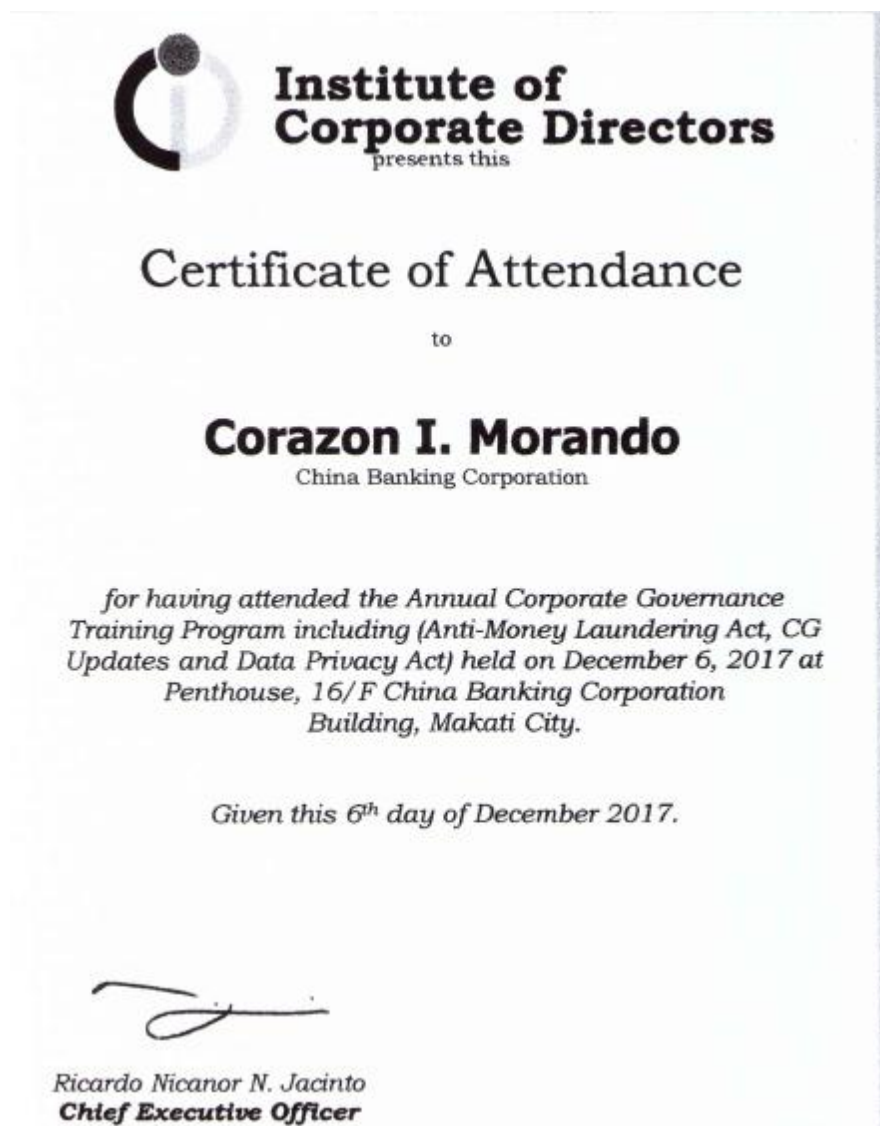 Institute of
Corporate Directors
presents this
Certificate of Attendance
to
Corazon I. Morando
China Banking Corporation
for having attended the Annual Corporate Governance
Training Program including (Anti-Money Laundering Act, CG
Updates and Data Privacy Act) held on December 6, 2017 at
Penthouse, 16/F China Banking Corporation
Building, Makati City.
Given this 6th day of December 2017.
Ricardo Nicanor N. Jacinto
Chief Executive Officer